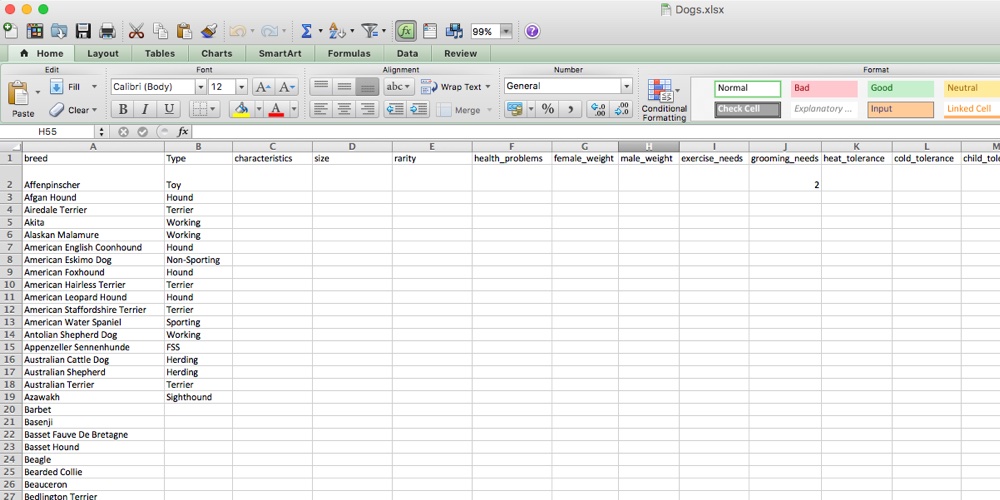 Dogs.xlsx
99%
Home Layout Tables Charts SmartArt Formulas Data Review
Edit Font Alignment Number Format
Paste Fill Calibri (Body) 12 A A abc Wrap Text General Conditional Formatting Normal Bad Good Neutral
Clear B I U A Merge % , .0 .00 .00 .0 Check Cell Explanatory ... Input Linked Cell
H55 fx
A B C D E F G H I J K L M
1 breed Type characteristics size rarity health_problems female_weight male_weight exercise_needs grooming_needs heat_tolerance cold_tolerance
2 Affenpinscher Toy 2
3 Afgan Hound Hound
4 Airedale Terrier Terrier
5 Akita Working
6 Alaskan Malamure Working
7 American English Coonhound Hound
8 American Eskimo Dog Non-Sporting
9 American Foxhound Hound
10 American Hairless Terrier Terrier
11 American Leopard Hound Hound
12 American Staffordshire Terrier Terrier
13 American Water Spaniel Sporting
14 Antolian Shepherd Dog Working
15 Appenzeller Sennenhunde FSS
16 Australian Cattle Dog Herding
17 Australian Shepherd Herding
18 Australian Terrier Terrier
19 Azawakh Sighthound
20 Barbet
21 Basenji
22 Basset Fauve De Bretagne
23 Basset Hound
24 Beagle
25 Bearded Collie
26 Beauceron
27 Bedlington Terrier